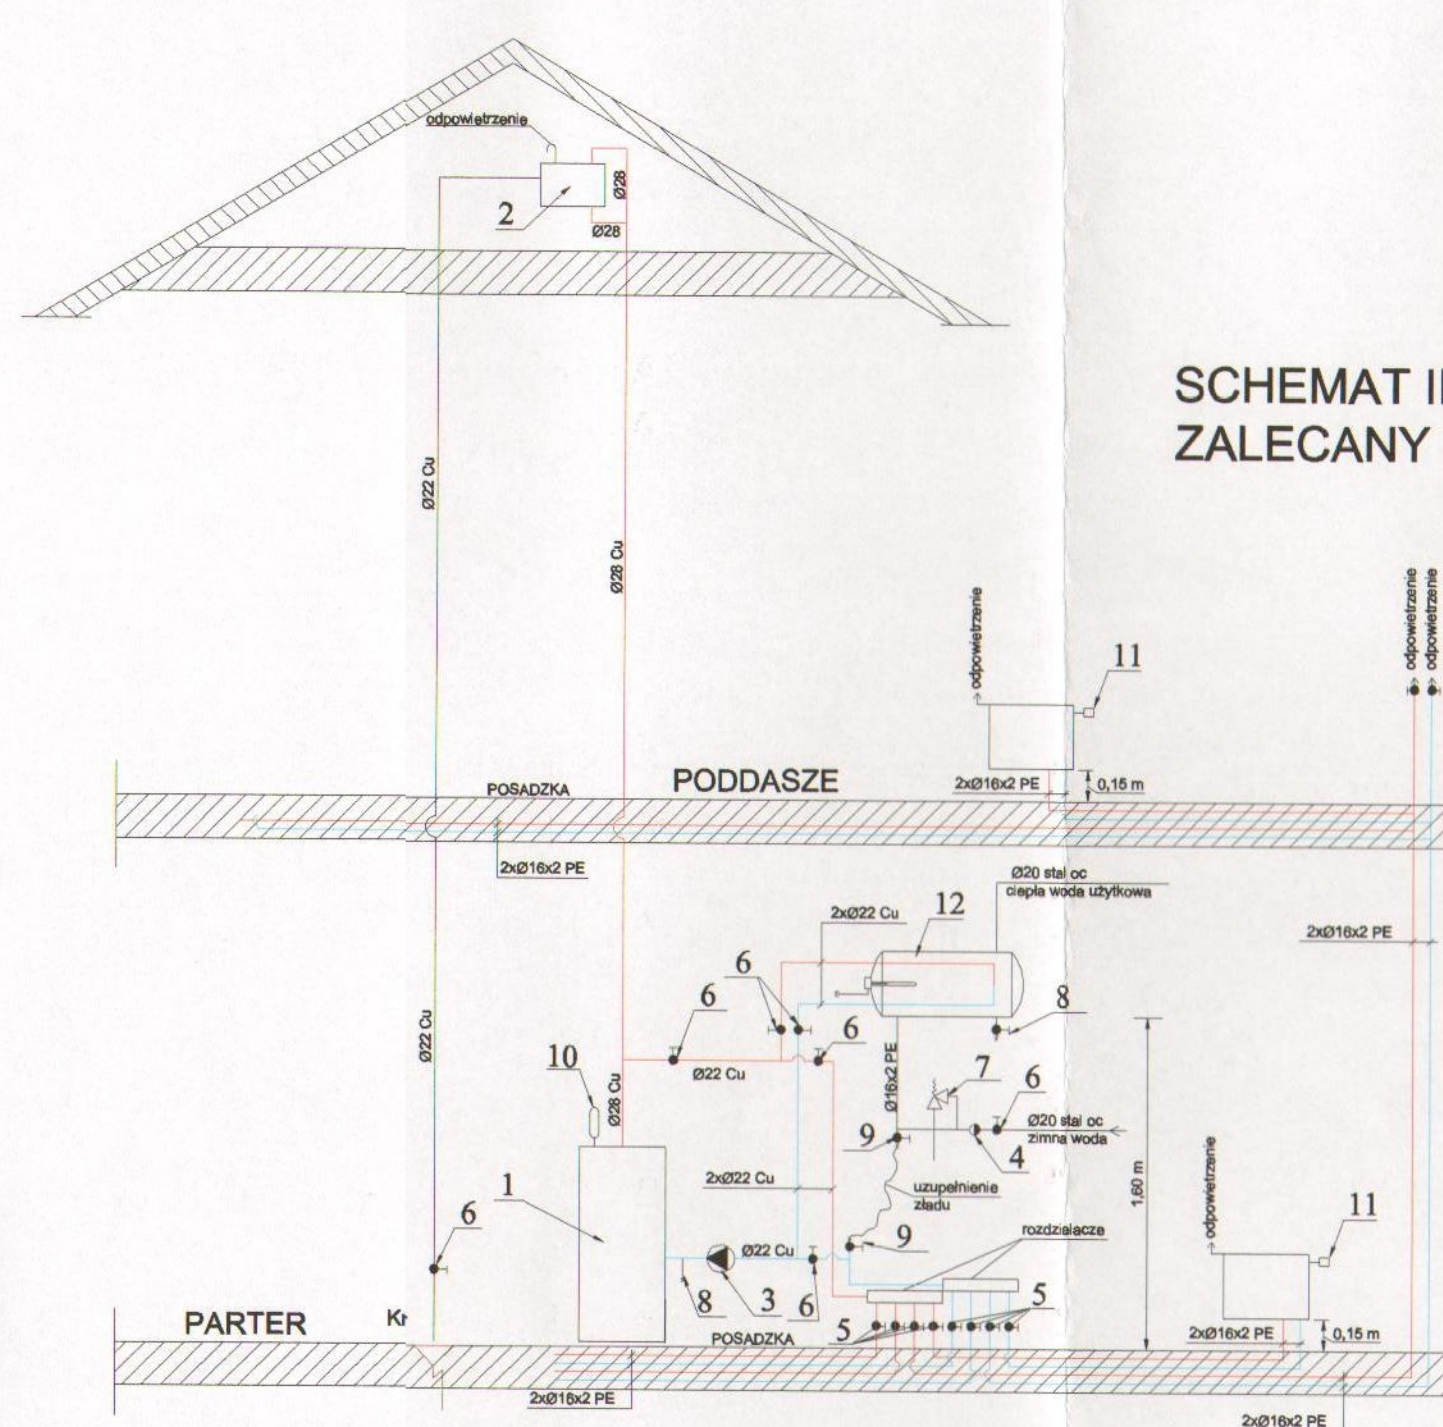 odpowietrzenie
Ø28
2
Ø28
SCHEMAT
ZALECANY
Ø22 Cu
Ø28 Cu
odpowietrzenie
odpowietrzenie
odpowietrzenie
11
PODDASZE
POSADZKA
2xØ16x2 PE
0,15 m
2xØ16x2 PE
Ø20 stal oc
ciepła woda użytkowa
12
2xØ22 Cu
2xØ16x2 PE
6
6
8
6
Ø22 Cu
10
Ø28 Cu
Ø22 Cu
Ø16x2 PE
7
6
Ø20 stal oc
zimna woda
9
4
1
2xØ22 Cu
uzupełnienie
zładu
1,60 m
odpowietrzenie
11
6
9
rozdzielacze
Ø22 Cu
8
3
6
5
5
PARTER
POSADZKA
2xØ16x2 PE
0,15 m
2xØ16x2 PE
2xØ16x2 PE